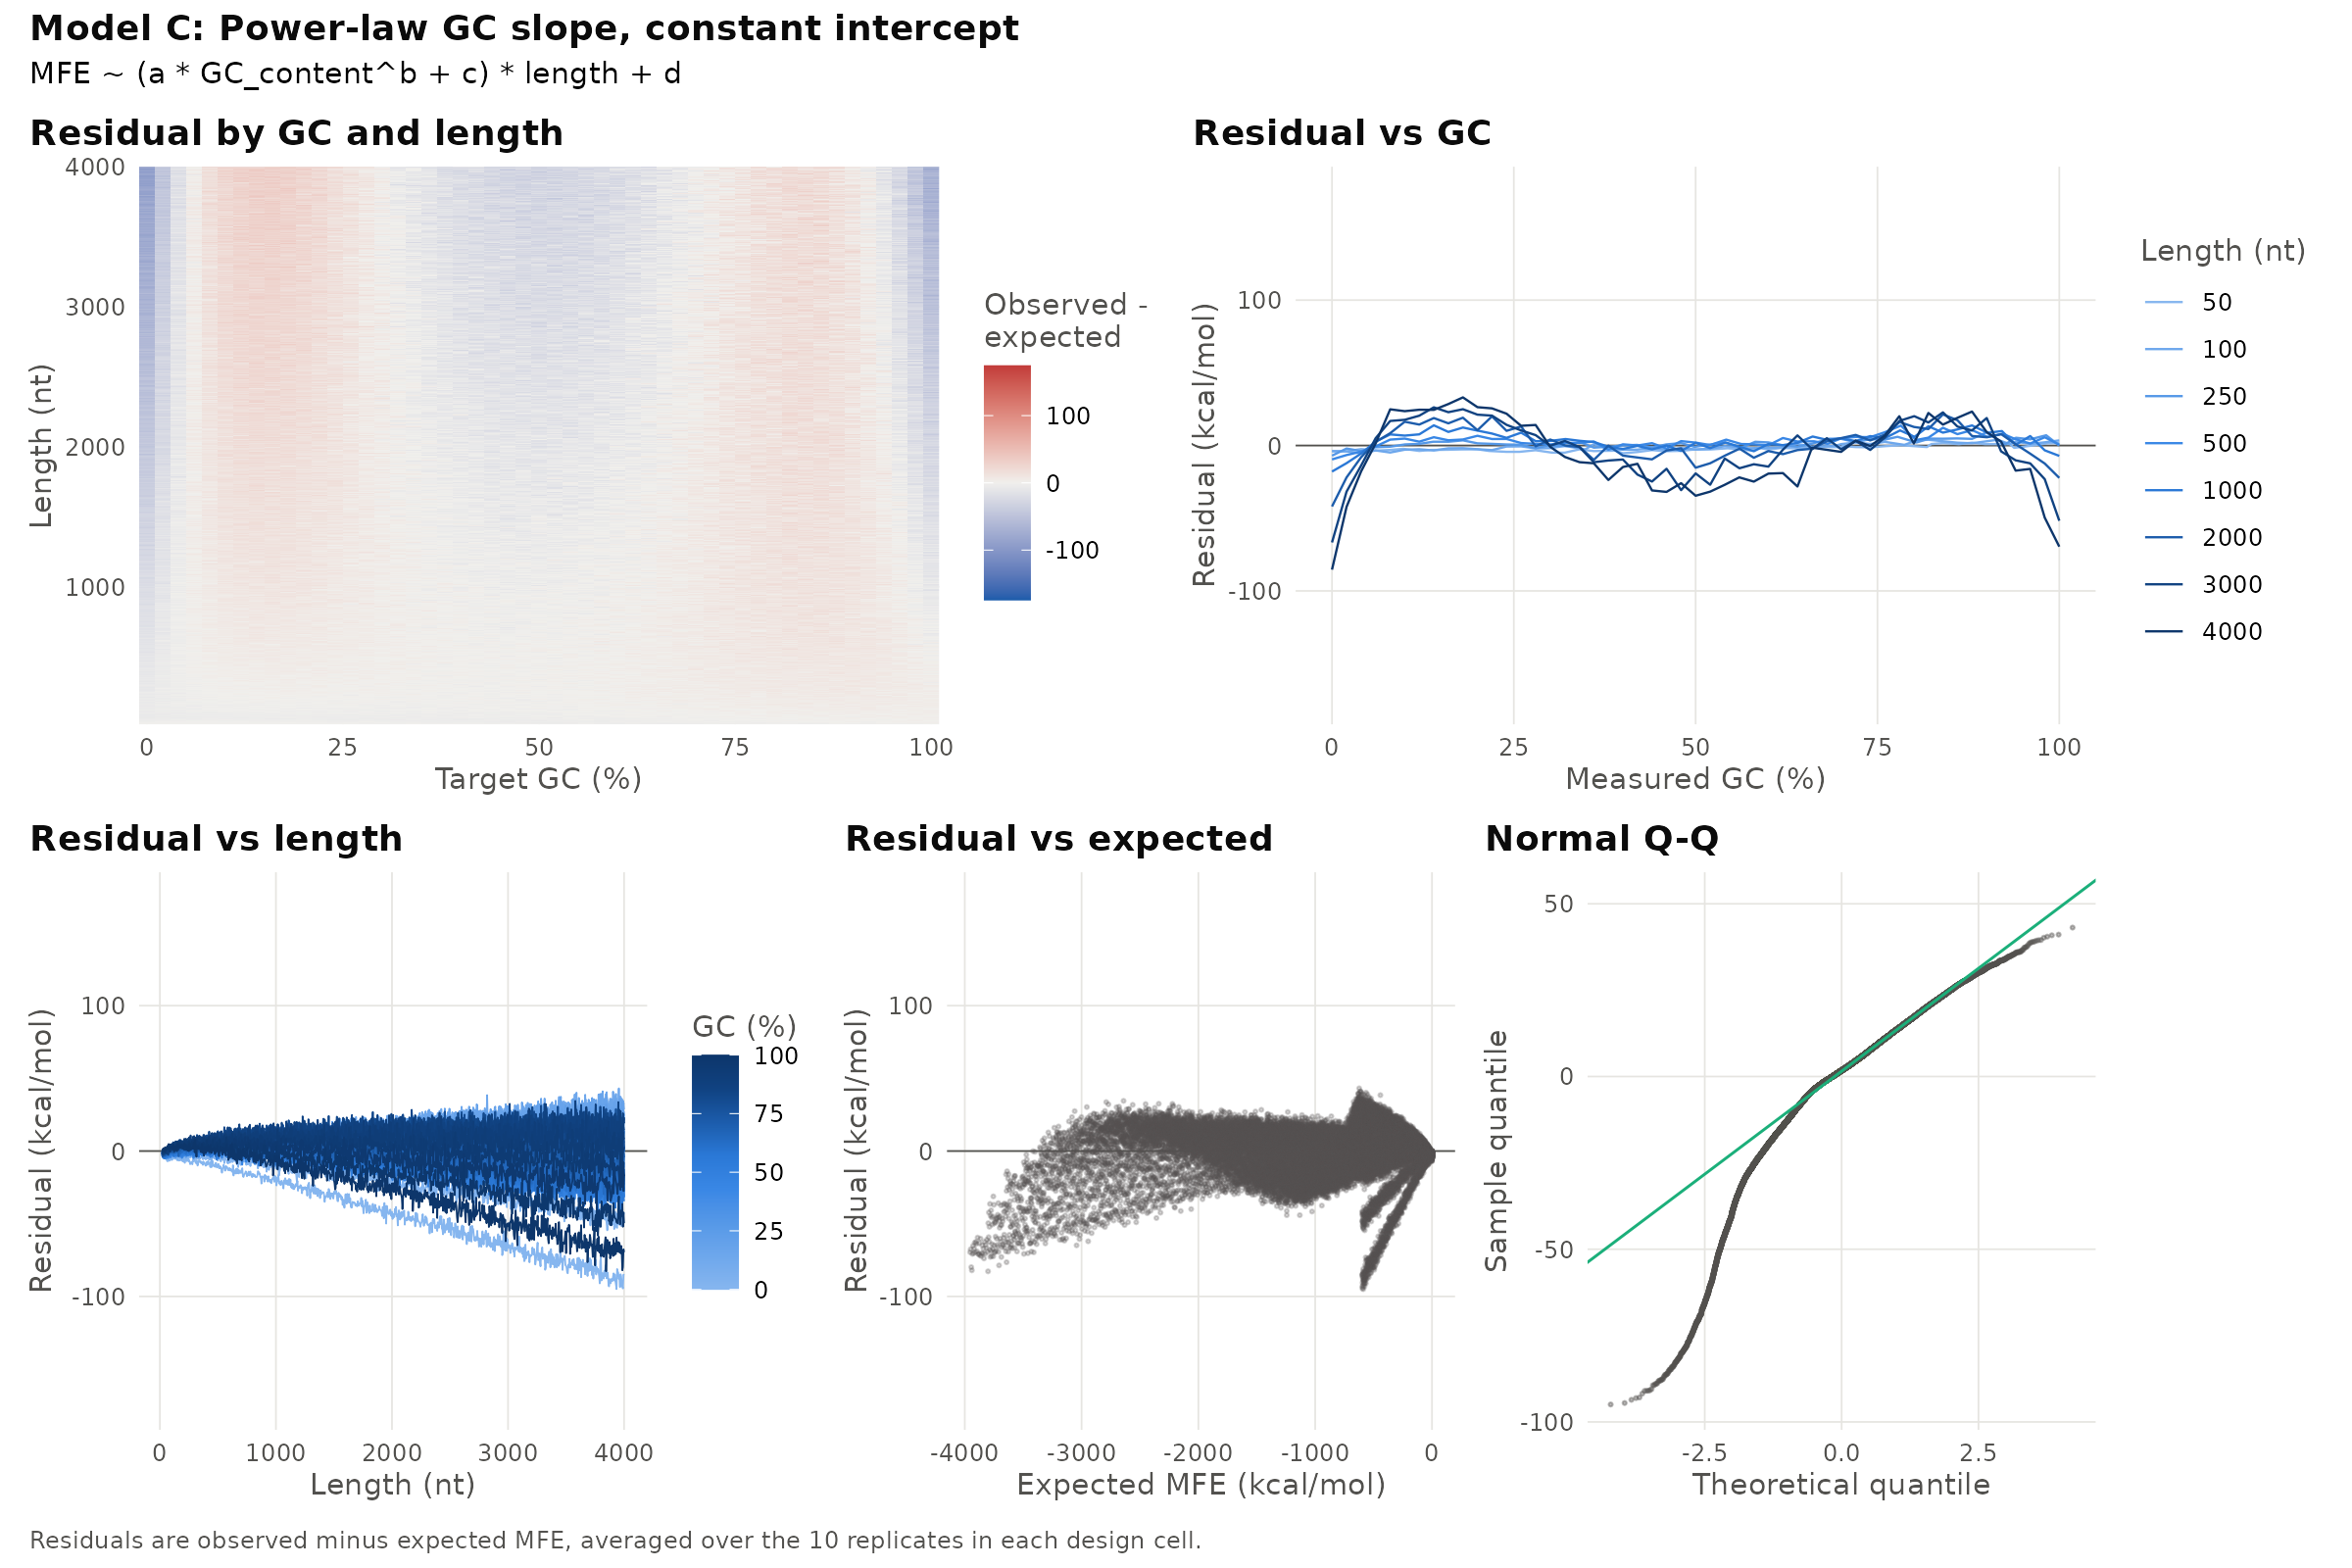 Model C: Power-law GC slope, constant intercept
MFE ~ (a * GC_content^b + c) * length + d
Residual by GC and length
4000
3000
2000
1000
Length (nt)
0
25
50
75
100
Target GC (%)
Observed -
expected
100
0
-100
Residual vs GC
100
0
-100
Residual (kcal/mol)
0
25
50
75
100
Measured GC (%)
Length (nt)
50
100
250
500
1000
2000
3000
4000
Residual vs length
100
0
-100
Residual (kcal/mol)
0
1000
2000
3000
4000
Length (nt)
GC (%)
100
75
50
25
0
Residual vs expected
100
0
-100
Residual (kcal/mol)
-4000
-3000
-2000
-1000
0
Expected MFE (kcal/mol)
Normal Q-Q
50
0
-50
-100
Sample quantile
-2.5
0.0
2.5
Theoretical quantile
Residuals are observed minus expected MFE, averaged over the 10 replicates in each design cell.